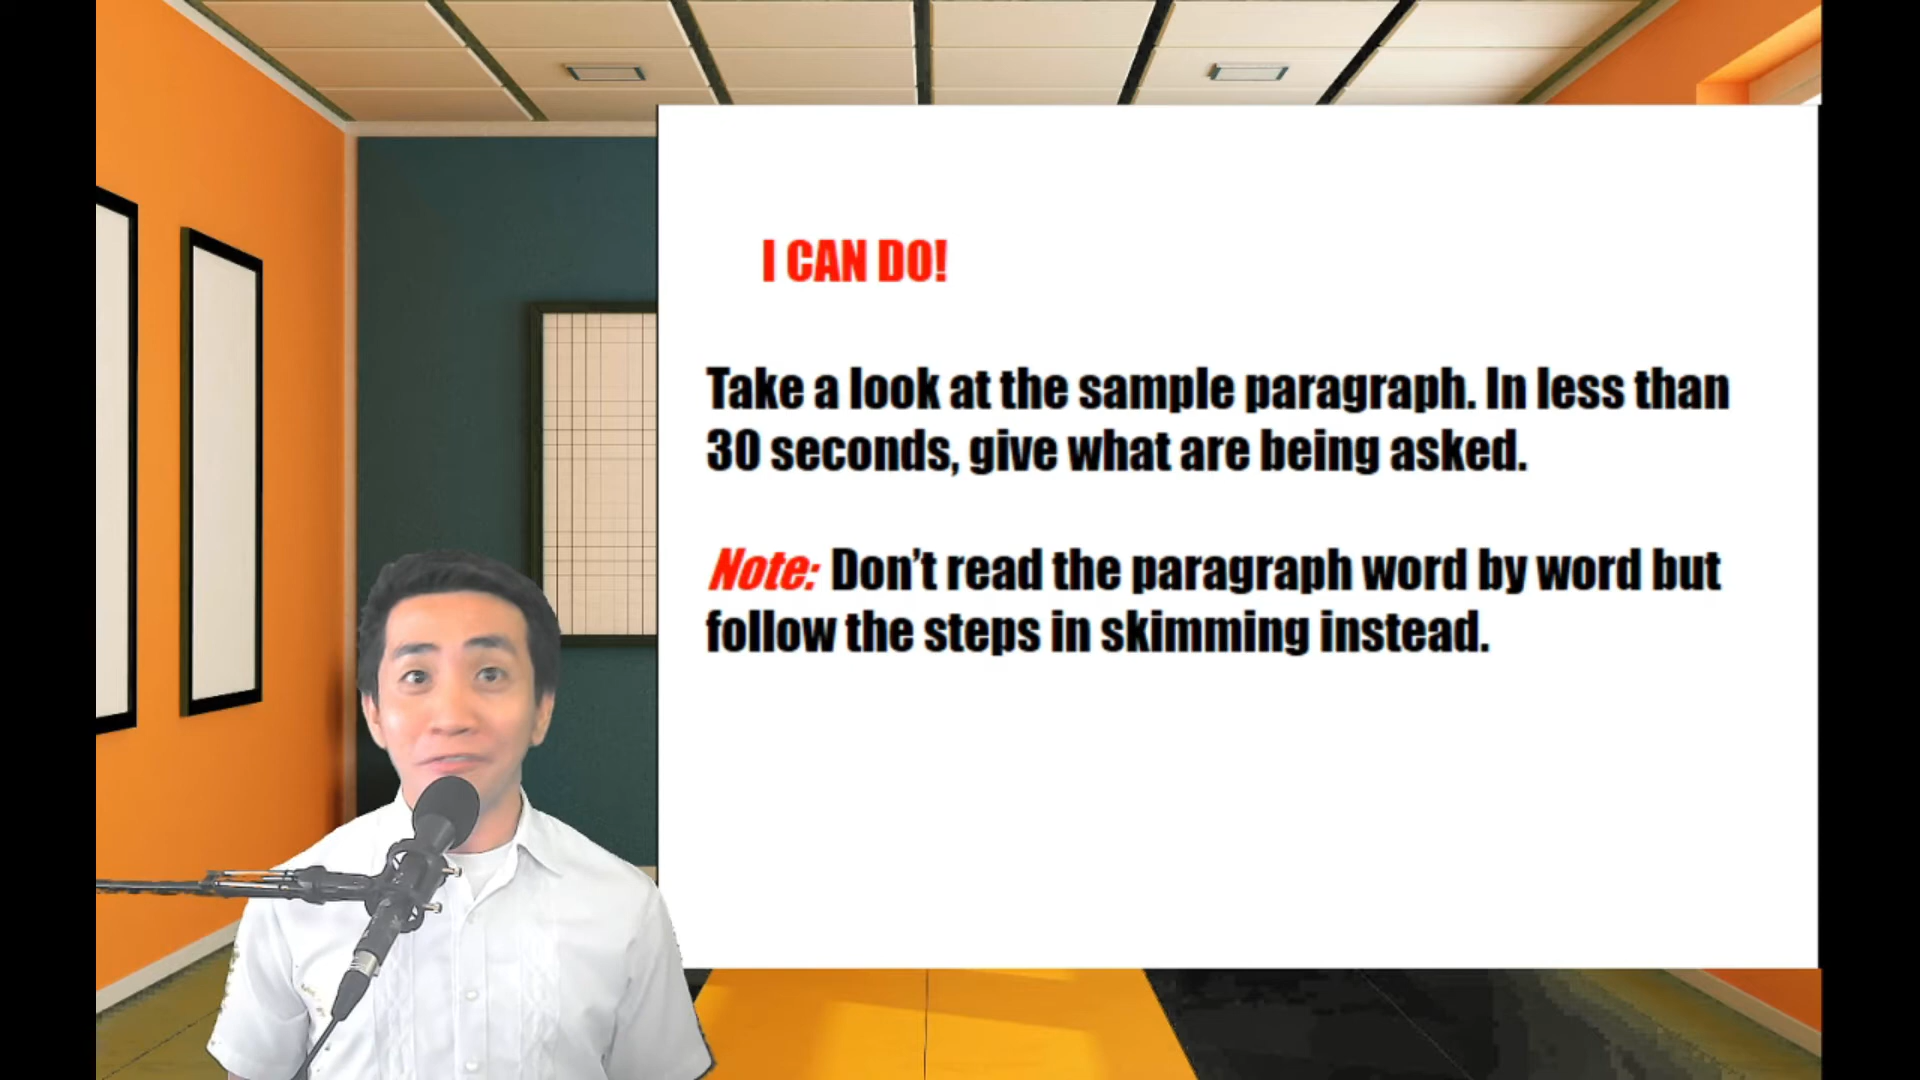 I CAN DO!
Take a look at the sample paragraph. In less than
30 seconds, give what are being asked.
Note: Don't read the paragraph word by word but
follow the steps in skimming instead.